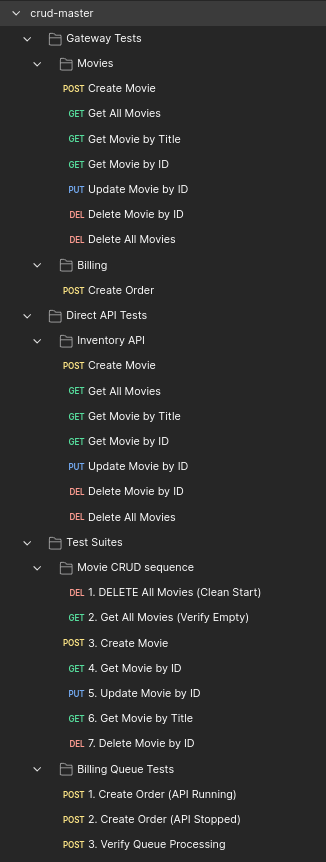 crud-master
Gateway Tests
Movies
POST Create Movie
GET Get All Movies
GET Get Movie by Title
GET Get Movie by ID
PUT Update Movie by ID
DEL Delete Movie by ID
DEL Delete All Movies
Billing
POST Create Order
Direct API Tests
Inventory API
POST Create Movie
GET Get All Movies
GET Get Movie by Title
GET Get Movie by ID
PUT Update Movie by ID
DEL Delete Movie by ID
DEL Delete All Movies
Test Suites
Movie CRUD sequence
DEL 1. DELETE All Movies (Clean Start)
GET 2. Get All Movies (Verify Empty)
POST 3. Create Movie
GET 4. Get Movie by ID
PUT 5. Update Movie by ID
GET 6. Get Movie by Title
DEL 7. Delete Movie by ID
Billing Queue Tests
POST 1. Create Order (API Running)
POST 2. Create Order (API Stopped)
POST 3. Verify Queue Processing